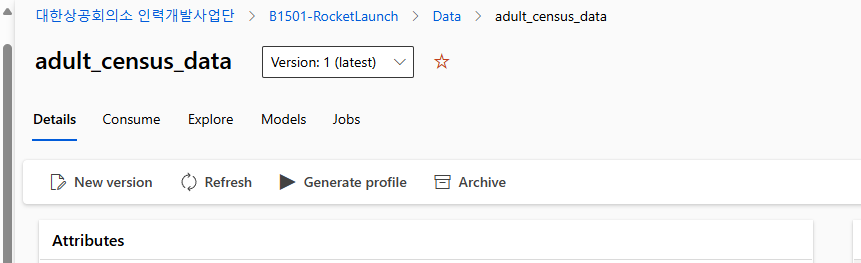 대한상공회의소 인력개발사업단 > B1501-RocketLaunch > Data > adult_census_data
adult_census_data Version: 1 (latest)
Details Consume Explore Models Jobs
New version Refresh Generate profile Archive
Attributes